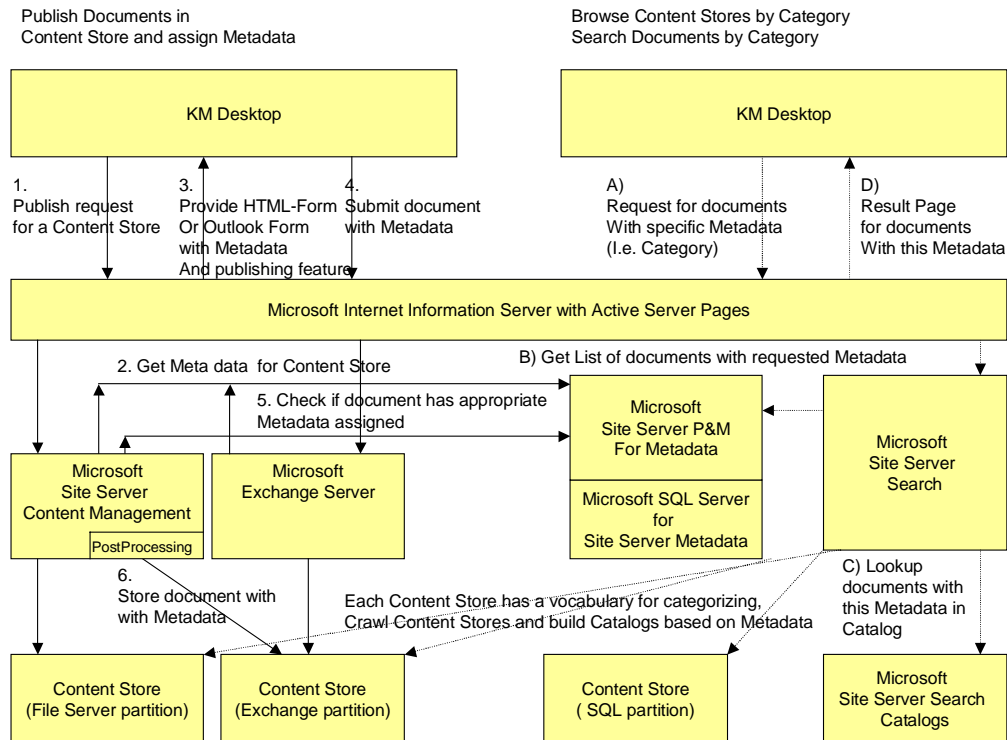 Publish Documents in
Content Store and assign Metadata
Browse Content Stores by Category
Search Documents by Category
KM Desktop
KM Desktop
1.
Publish request
for a Content Store
3.
Provide HTML-Form
Or Outlook Form
with Metadata
And publishing feature
4.
Submit document
with Metadata
A)
Request for documents
With specific Metadata
(I.e. Category)
D)
Result Page
for documents
With this Metadata
Microsoft Internet Information Server with Active Server Pages
2. Get Meta data  for Content Store
B) Get List of documents with requested Metadata
5. Check if document has appropriate
Metadata assigned
Microsoft
Site Server P&M
For Metadata
Microsoft
Site Server
Search
Microsoft
Site Server
Content Management
PostProcessing
Microsoft
Exchange Server
Microsoft SQL Server
for
Site Server Metadata
6.
Store document with
with Metadata
Each Content Store has a vocabulary for categorizing,
Crawl Content Stores and build Catalogs based on Metadata
C) Lookup
documents with
this Metadata in
Catalog
Content Store
(File Server partition)
Content Store
(Exchange partition)
Content Store
( SQL partition)
Microsoft
Site Server Search
Catalogs